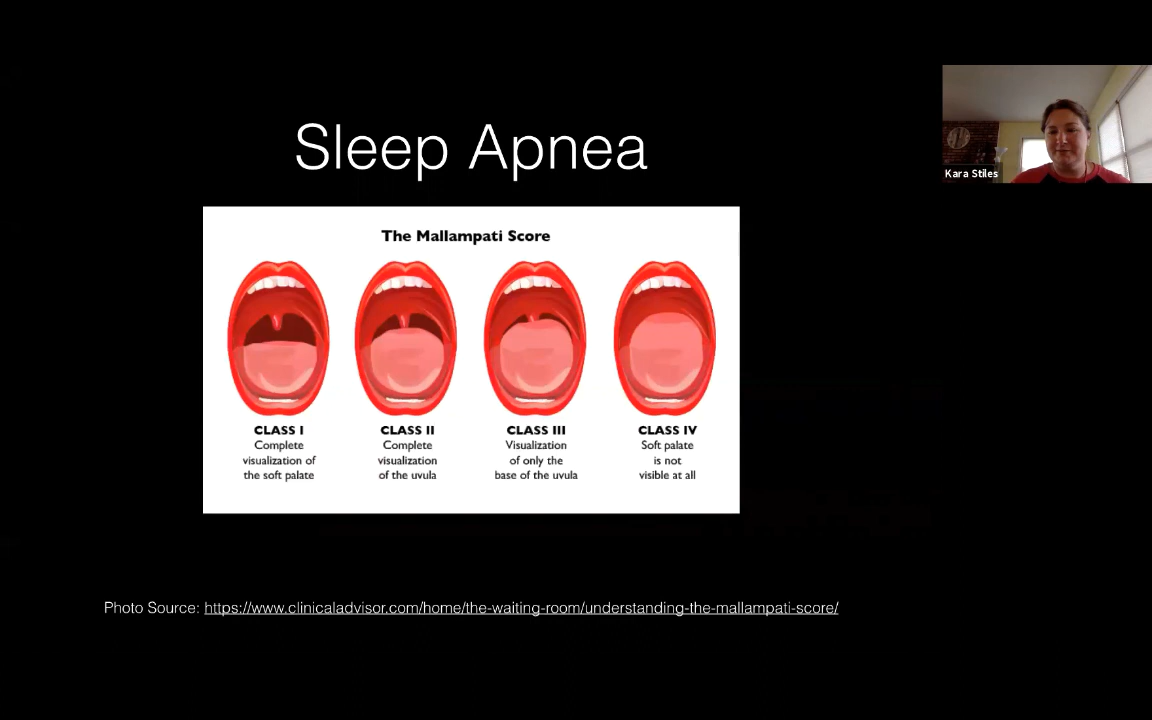 Sleep Apnea
Kara Stiles
The Mallampati Score
CLASS I
Complete
visualization of
the soft palate
CLASS II
Complete
visualization
of the uvula
CLASS III
Visualization
of only the
base of the uvula
CLASS IV
Soft palate
is not
visible at all
Photo Source: https://www.clinicaladvisor.com/home/the-waiting-room/understanding-the-mallampati-score/